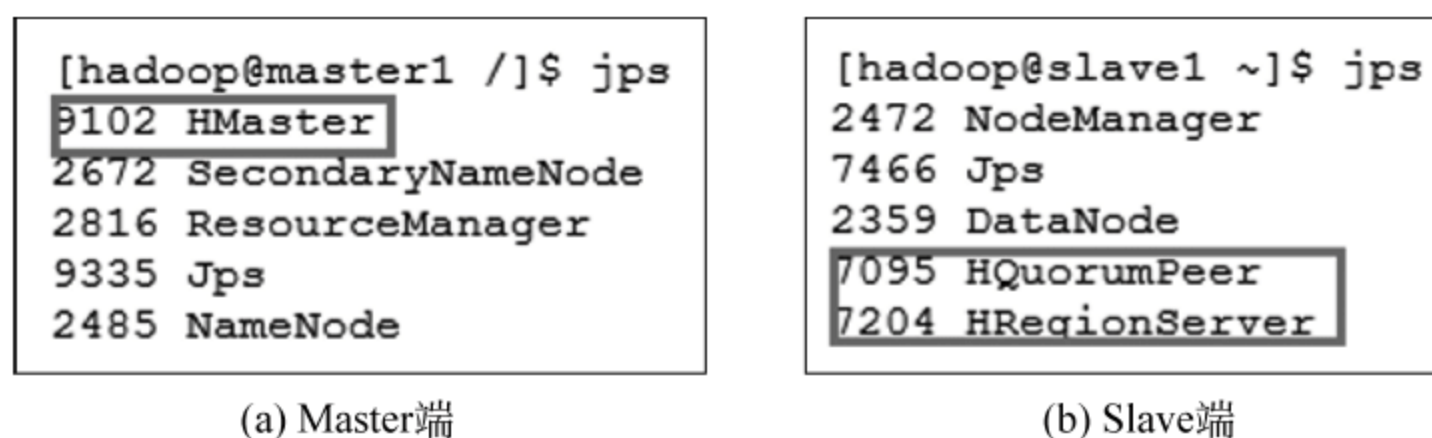 [hadoop@master1 /]$ jps
9102 HMaster
2672 SecondaryNameNode
2816 ResourceManager
9335 Jps
2485 NameNode
(a) Master端
[hadoop@slave1 ~]$ jps
2472 NodeManager
7466 Jps
2359 DataNode
7095 HQuorumPeer
7204 HRegionServer
(b) Slave端